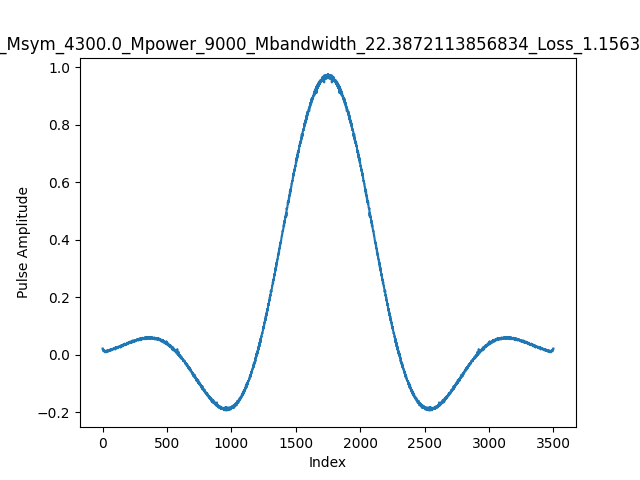 _Msym_4300.0_Mpower_9000_Mbandwidth_22.3872113856834_Loss_1.1563
1.0
0.8
0.6
0.4
0.2
0.0
−0.2
Pulse Amplitude
0 500 1000 1500 2000 2500 3000 3500
Index